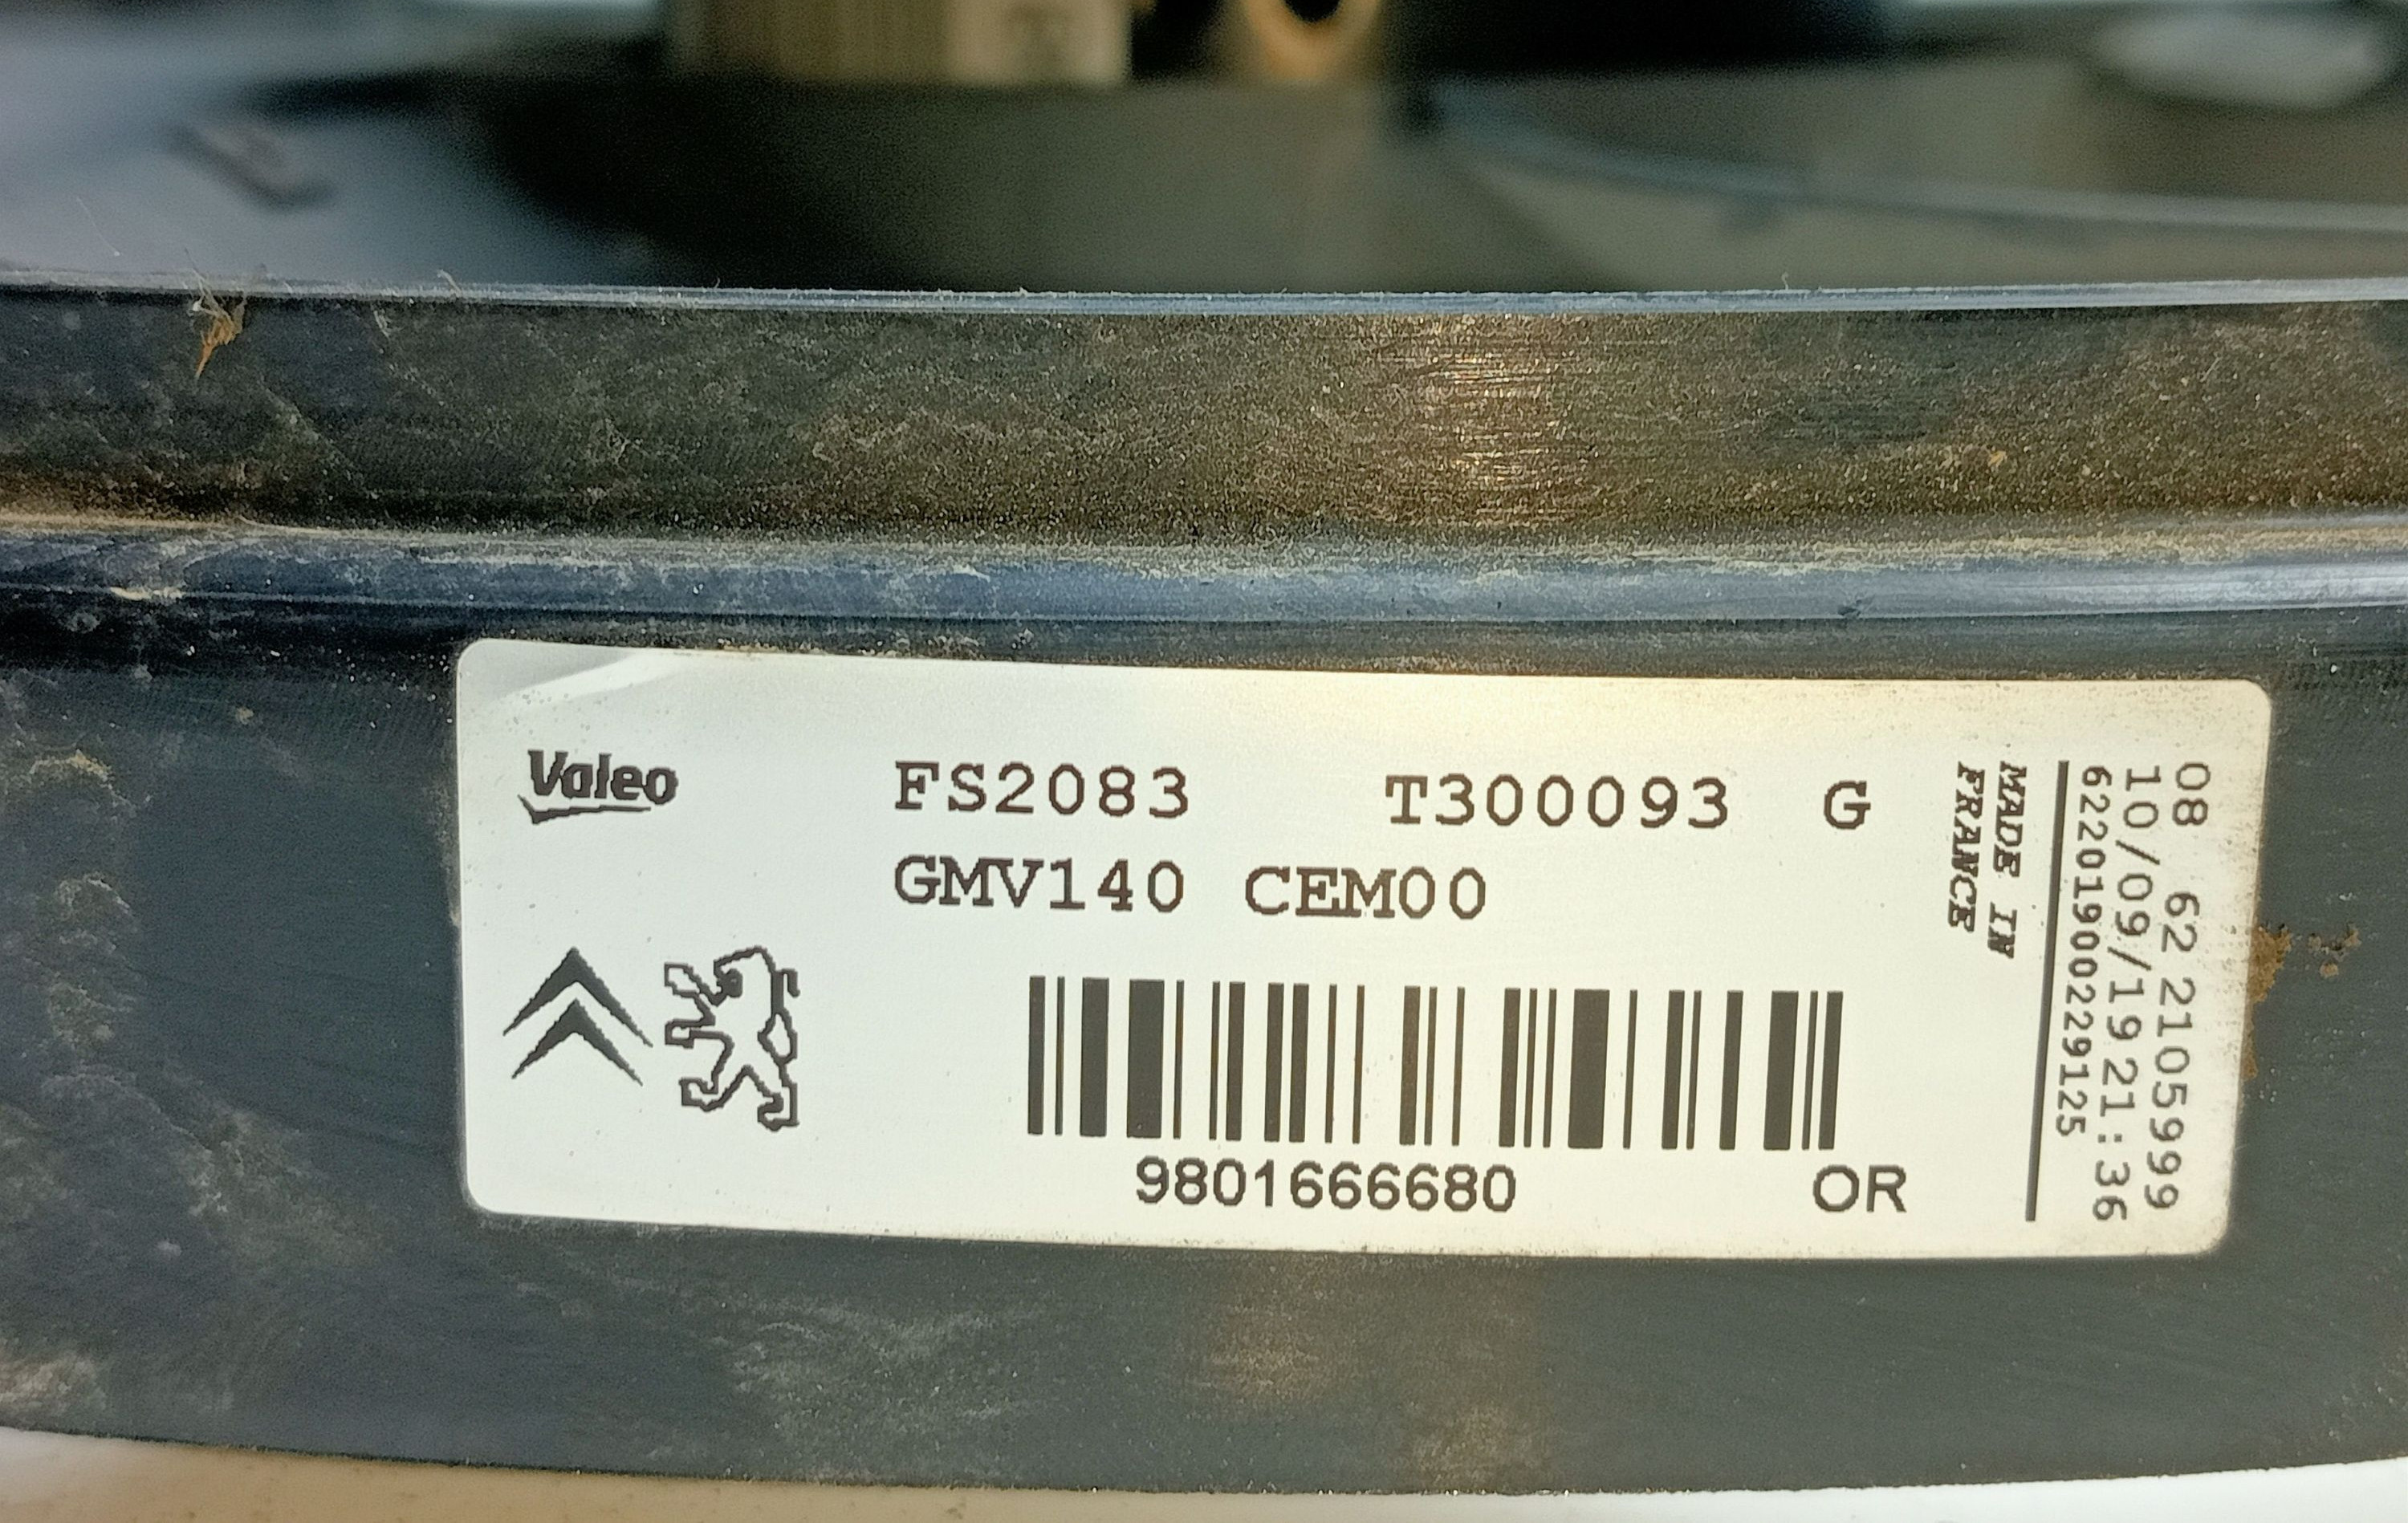 Valeo
FS2083 T300093 G
GMV140 CEM00
9801666680 OR
MADE IN
FRANCE
08 62 2105999
10/09/19 21:36
62201900229125